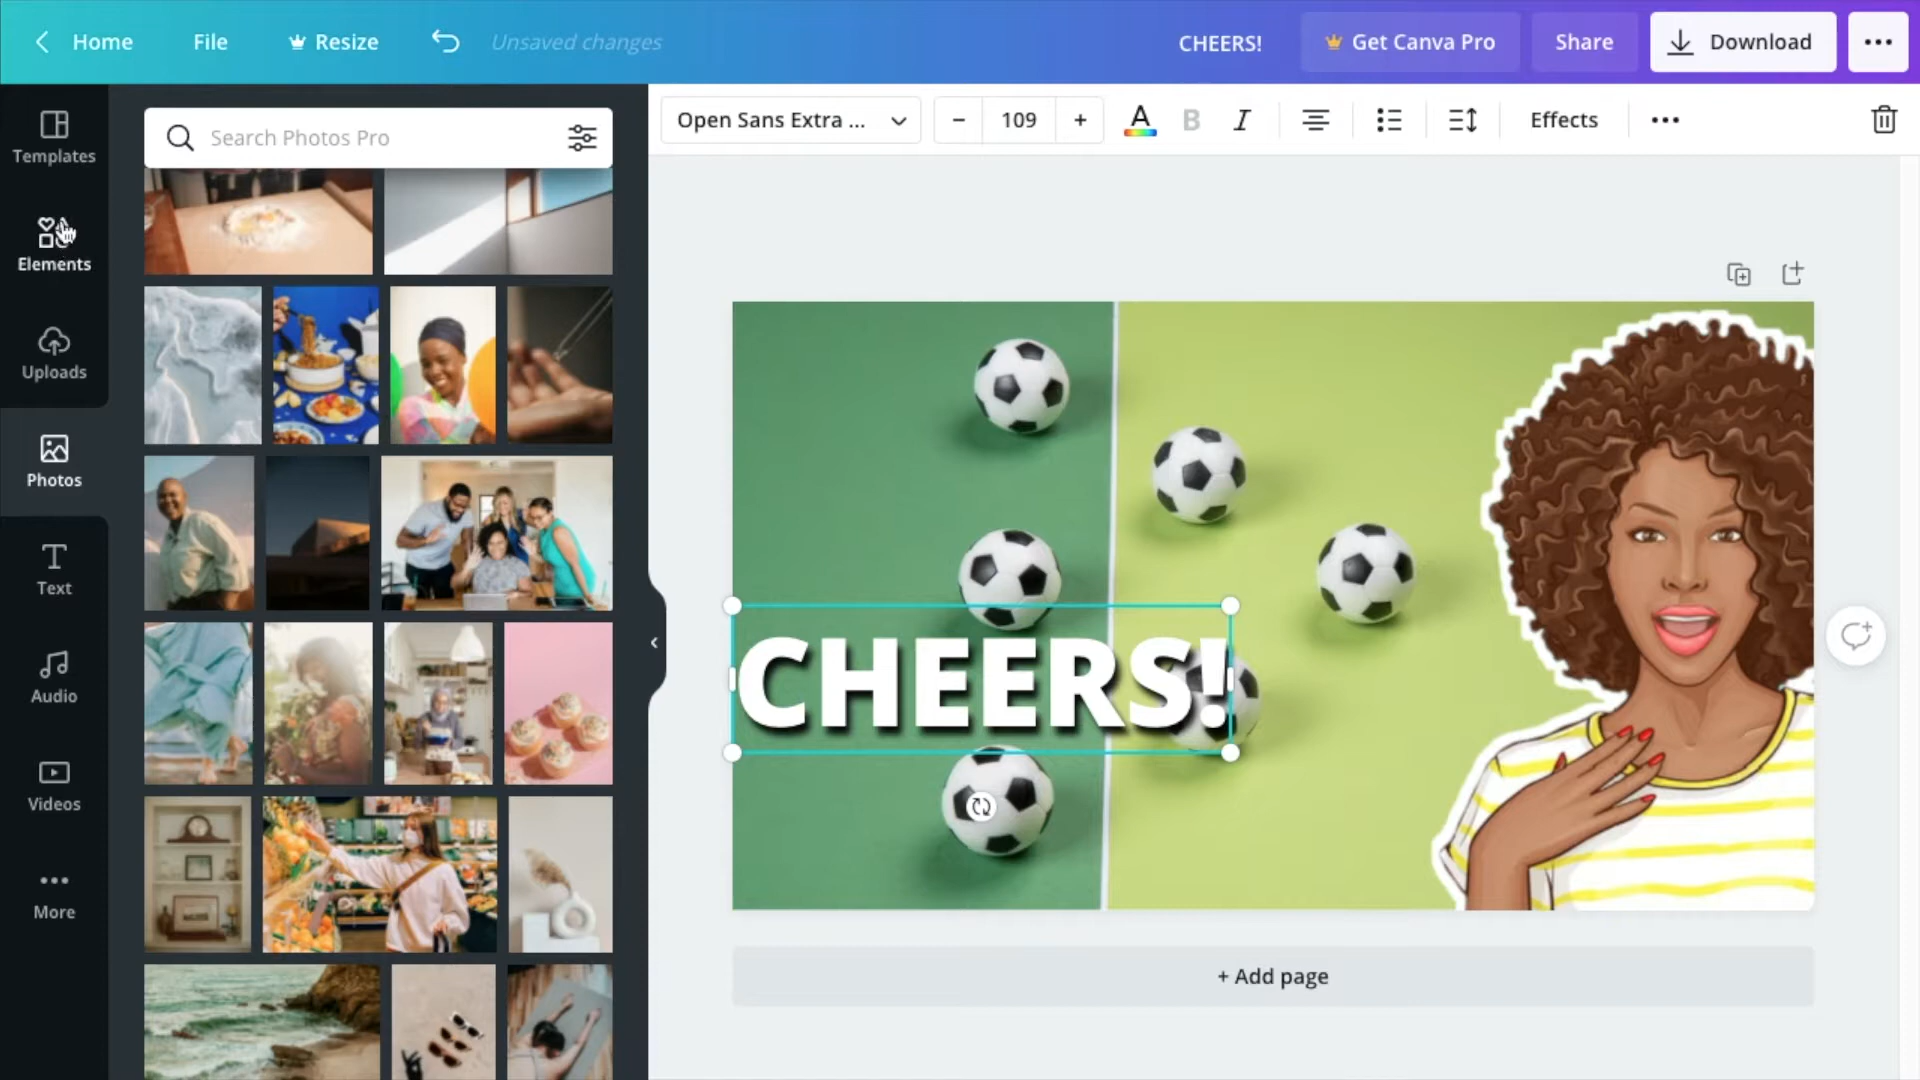 Home
File
Resize
Unsaved changes
CHEERS!
Get Canva Pro
Share
Download
Templates
Elements
Uploads
Photos
Text
Audio
Videos
More
Search Photos Pro
Open Sans Extra ...
109
A
B
I
Effects
CHEERS!
+ Add page